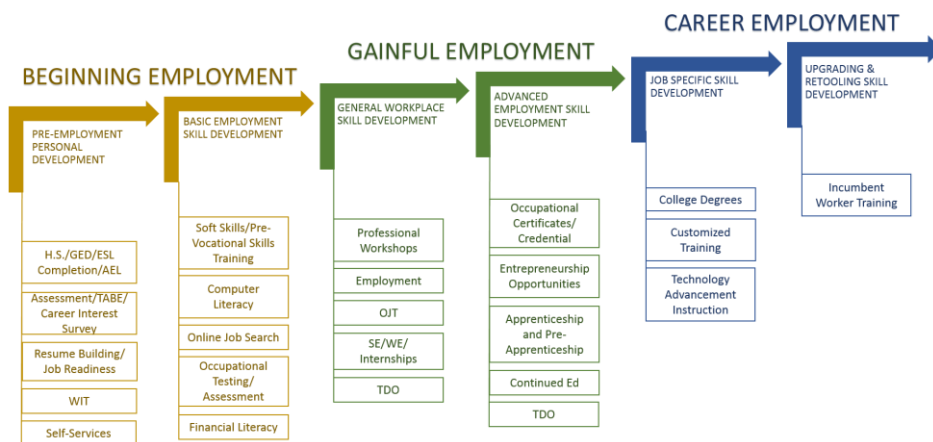 BEGINNING EMPLOYMENT
PRE-EMPLOYMENT
PERSONAL
DEVELOPMENT
H.S./GED/ESL
Completion/AEL
Assessment/TABE/
Career Interest
Survey
Resume Building/
Job Readiness
WIT
Self-Services
BASIC EMPLOYMENT
SKILL DEVELOPMENT
Soft Skills/Pre-
Vocational Skills
Training
Computer
Literacy
Online Job Search
Occupational
Testing/
Assessment
Financial Literacy
GAINFUL EMPLOYMENT
GENERAL WORKPLACE
SKILL DEVELOPMENT
Professional
Workshops
Employment
OJT
SE/WE/
Internships
TDO
ADVANCED
EMPLOYMENT SKILL
DEVELOPMENT
Occupational
Certificates/
Credential
Entrepreneurship
Opportunities
Apprenticeship
and Pre-
Apprenticeship
Continued Ed
TDO
CAREER EMPLOYMENT
JOB SPECIFIC SKILL
DEVELOPMENT
College Degrees
Customized
Training
Technology
Advancement
Instruction
UPGRADING &
RETOOLING SKILL
DEVELOPMENT
Incumbent
Worker Training